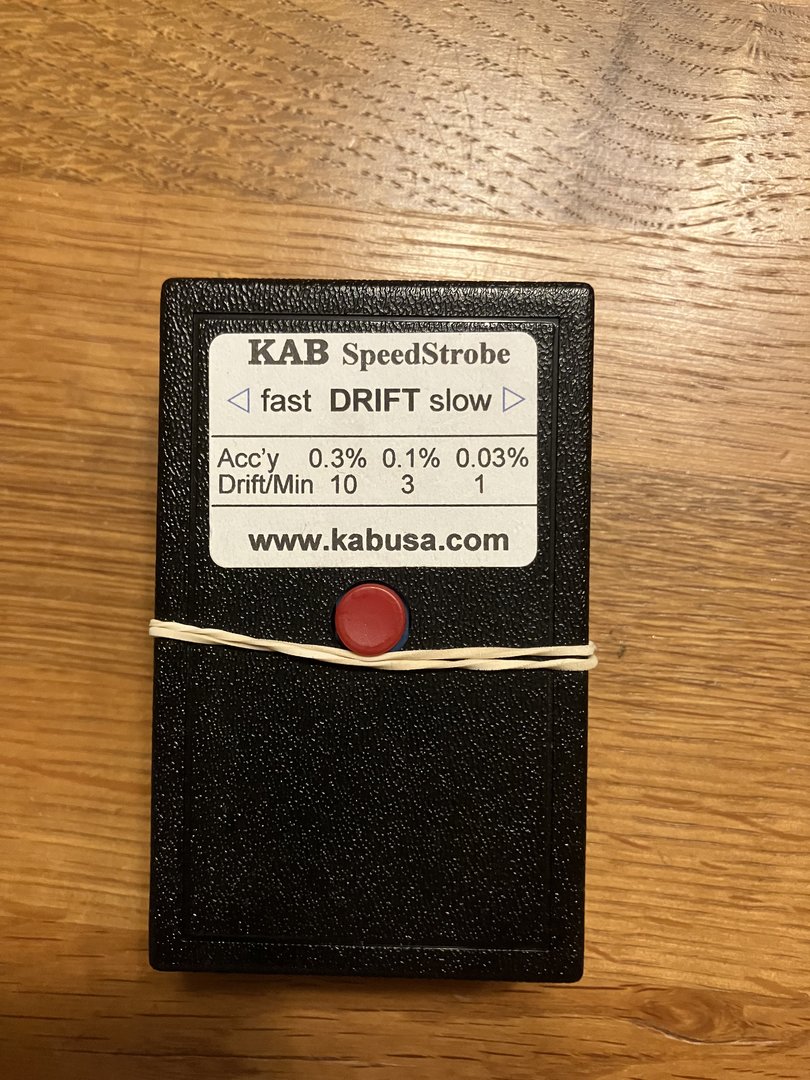 KAB SpeedStrobe
◁ fast DRIFT slow ▷
Acc'y 0.3% 0.1% 0.03%
Drift/Min 10 3 1
www.kabusa.com